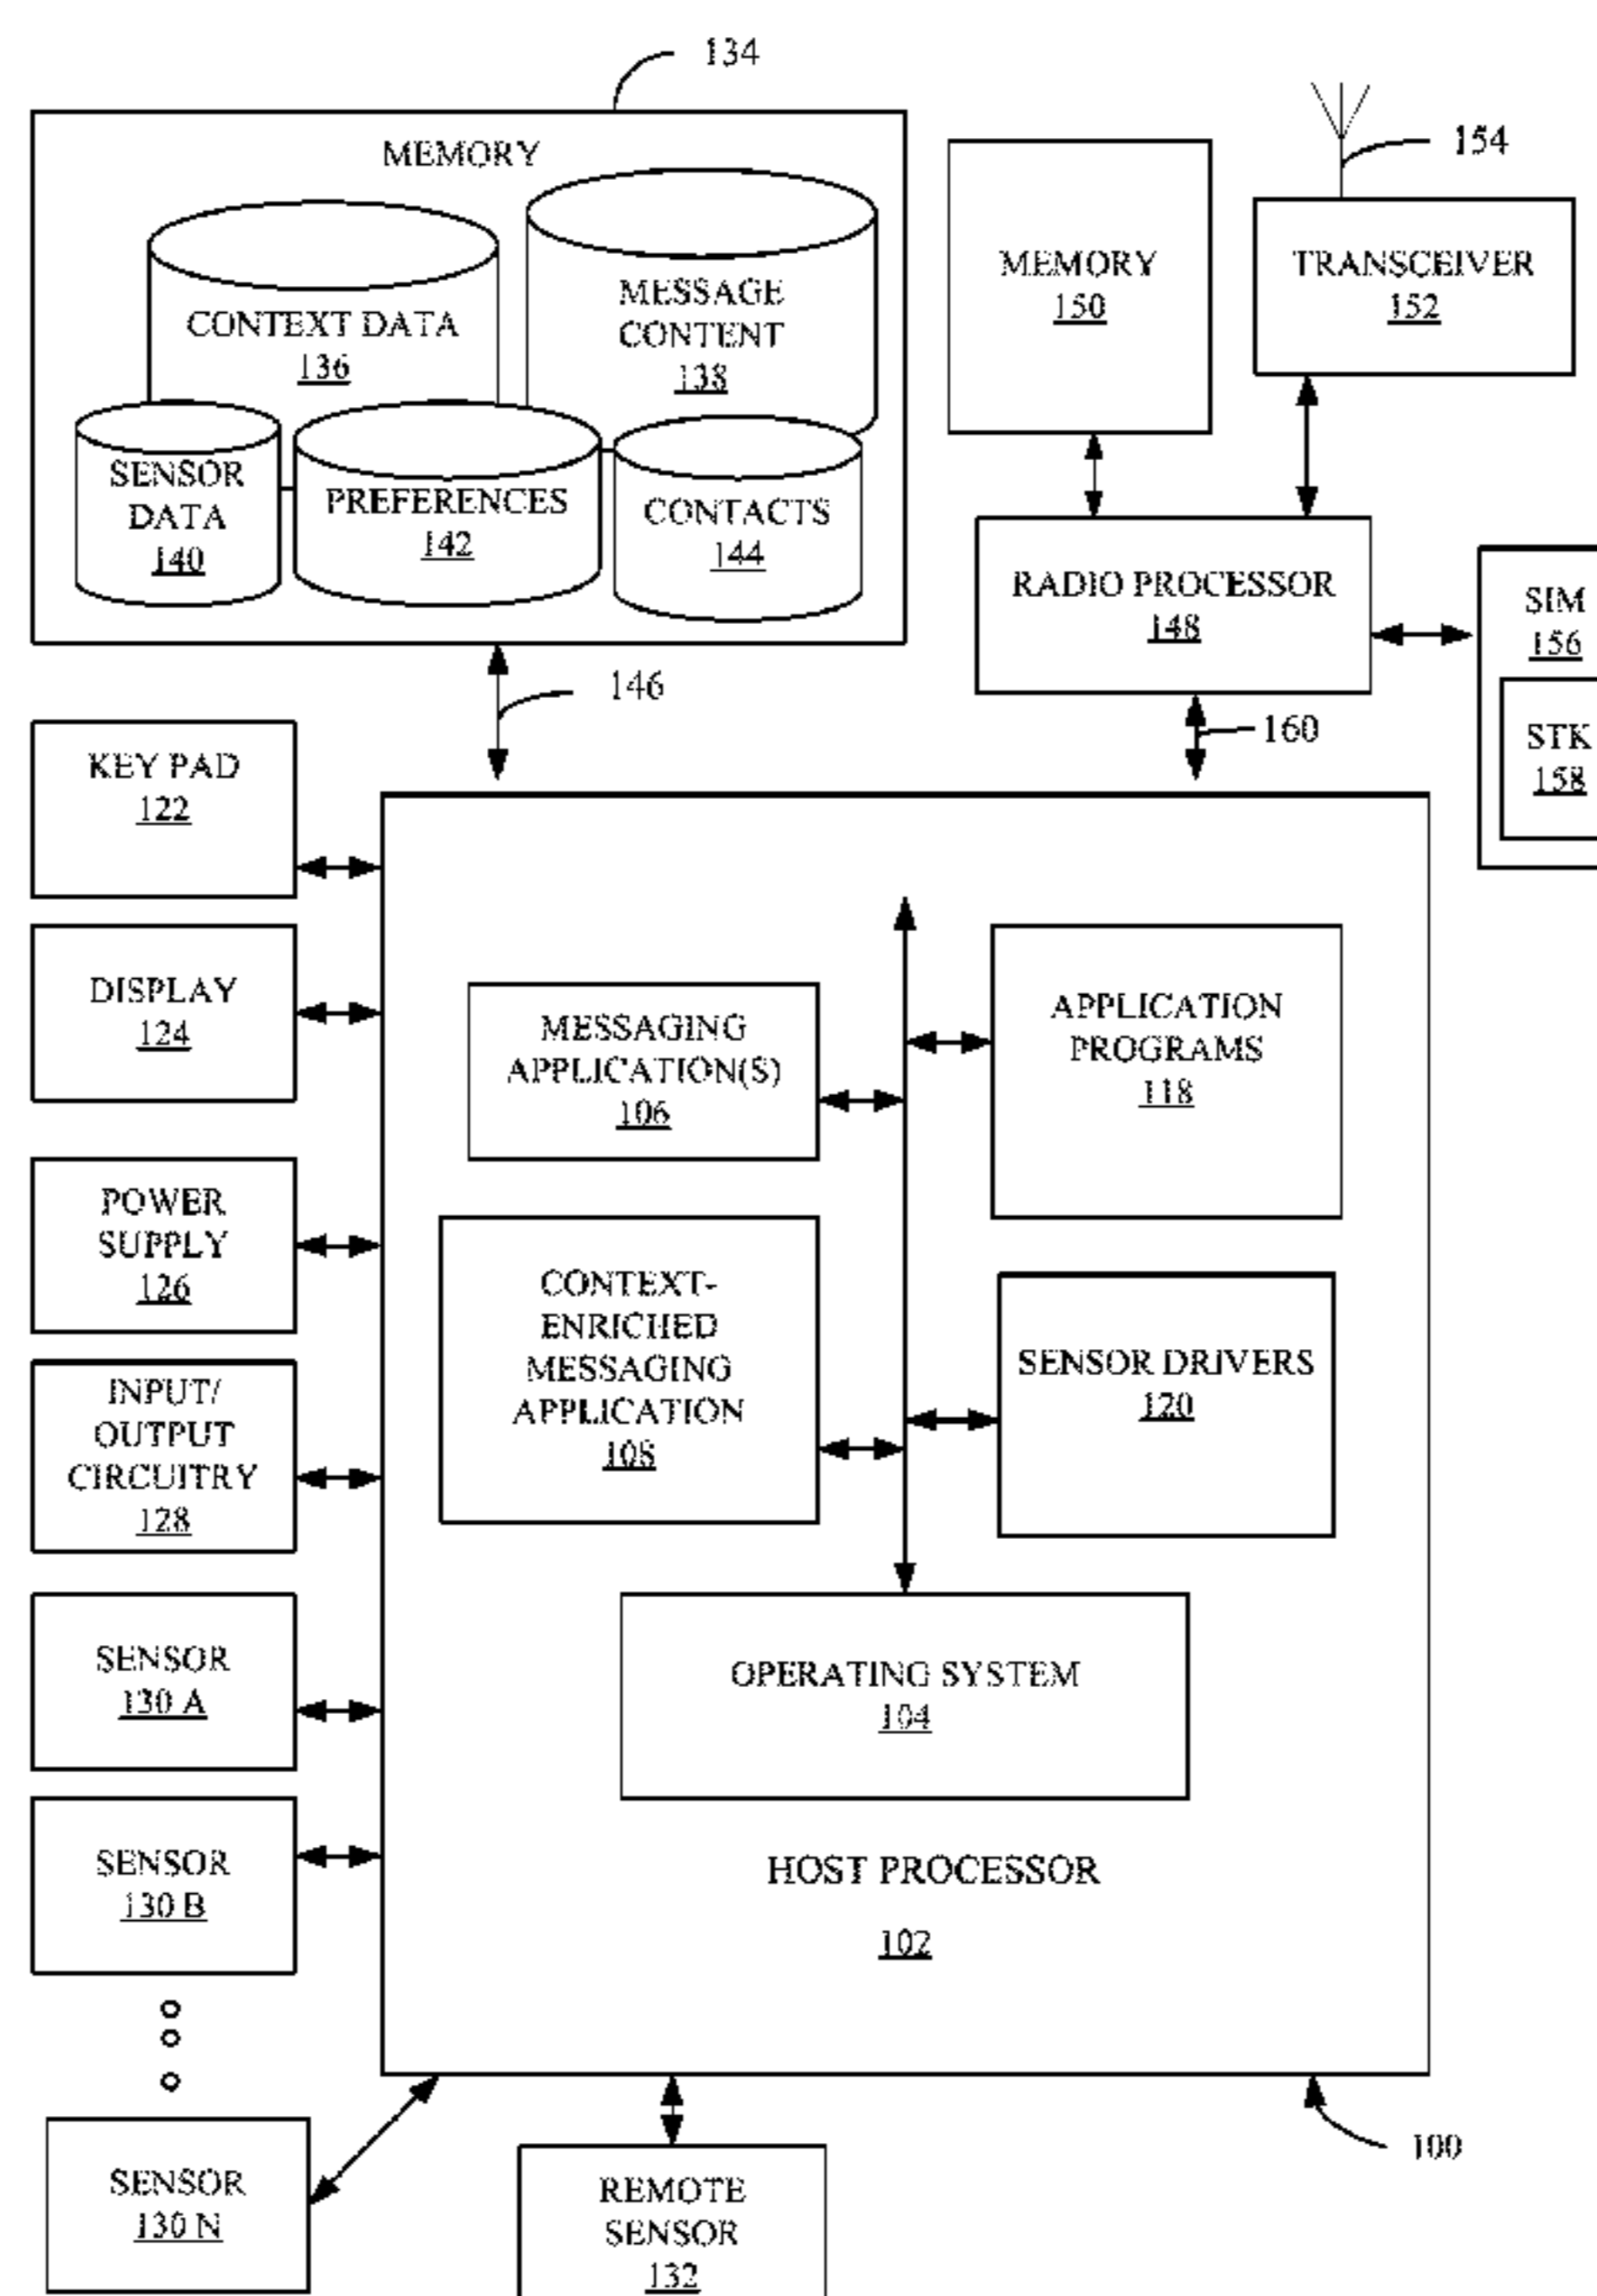 134
MEMORY
CONTEXT DATA
136
MESSAGE
CONTENT
138
SENSOR
DATA
140
PREFERENCES
142
CONTACTS
144
MEMORY
150
154
TRANSCEIVER
152
RADIO PROCESSOR
148
SIM
156
STK
158
146
160
KEY PAD
122
DISPLAY
124
POWER
SUPPLY
126
INPUT/
OUTPUT
CIRCUITRY
128
SENSOR
130 A
SENSOR
130 B
SENSOR
130 N
MESSAGING
APPLICATION(S)
106
APPLICATION
PROGRAMS
118
CONTEXT-
ENRICHED
MESSAGING
APPLICATION
108
SENSOR DRIVERS
120
OPERATING SYSTEM
104
HOST PROCESSOR
102
100
REMOTE
SENSOR
132